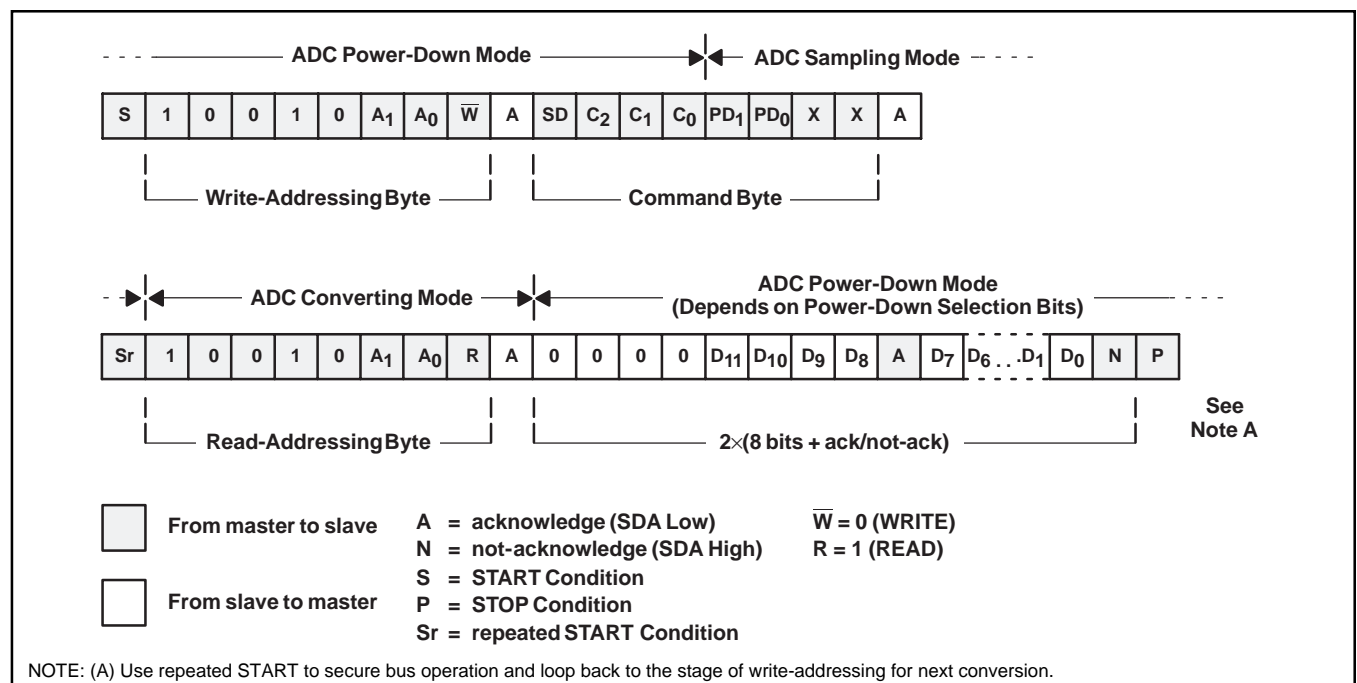 ADC Power-Down Mode ADC Sampling Mode
S 1 0 0 1 0 A1 A0 W̅ A SD C2 C1 C0 PD1 PD0 X X A
Write-Addressing Byte Command Byte
ADC Converting Mode ADC Power-Down Mode
(Depends on Power-Down Selection Bits)
Sr 1 0 0 1 0 A1 A0 R A 0 0 0 0 D11 D10 D9 D8 A D7 D6 . . .D1 D0 N P
Read-Addressing Byte 2×(8 bits + ack/not-ack)
See
Note A
From master to slave
From slave to master
A = acknowledge (SDA Low)
N = not-acknowledge (SDA High)
S = START Condition
P = STOP Condition
Sr = repeated START Condition
W̅ = 0 (WRITE)
R = 1 (READ)
NOTE: (A) Use repeated START to secure bus operation and loop back to the stage of write-addressing for next conversion.